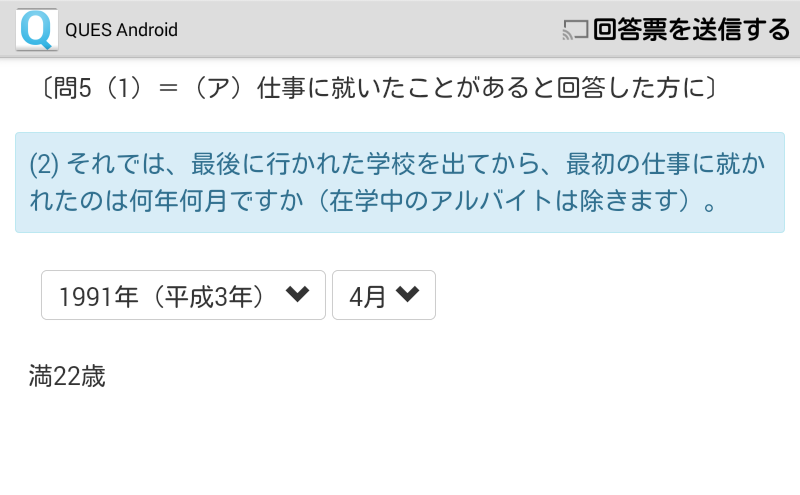 Q QUES Android 回答票を送信する
〔問5（1）＝（ア）仕事に就いたことがあると回答した方に〕
(2) それでは、最後に行かれた学校を出てから、最初の仕事に就か
れたのは何年何月ですか（在学中のアルバイトは除きます）。
1991年（平成3年） 4月
満22歳